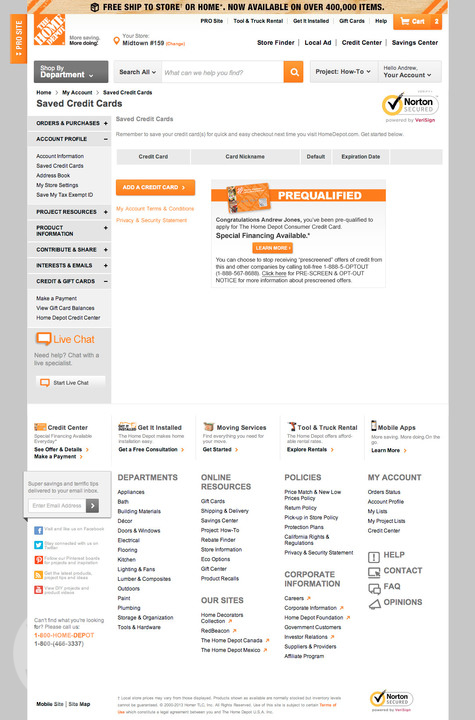 FREE SHIP TO STORE OR HOME. NOW AVAILABLE ON OVER 400,000 ITEMS.
PRO SITE
THE HOME DEPOT
More saving.
More doing.
Your Store:
Midtown #159 (Change)
PRO Site | Tool & Truck Rental | Get It Installed | Gift Cards | Help
Cart 2
Store Finder | Local Ad | Credit Center | Savings Center
Shop By
Department
Search All
What can we help you find?
Project: How-To
Hello Andrew,
Your Account
Home > My Account > Saved Credit Cards
Saved Credit Cards
Norton
SECURED
powered by VeriSign
ORDERS & PURCHASES +
ACCOUNT PROFILE −
Account Information
Saved Credit Cards
Address Book
My Store Settings
Save My Tax Exempt ID
PROJECT RESOURCES +
PRODUCT INFORMATION +
CONTRIBUTE & SHARE +
INTERESTS & EMAILS +
CREDIT & GIFT CARDS −
Make a Payment
View Gift Card Balances
Home Depot Credit Center
Live Chat
Need help? Chat with a
live specialist.
Start Live Chat
Saved Credit Cards
Remember to save your credit card(s) for quick and easy checkout next time you visit HomeDepot.com. Get started below.
Credit Card Card Nickname Default Expiration Date
ADD A CREDIT CARD >
My Account Terms & Conditions
Privacy & Security Statement
PREQUALIFIED
Congratulations Andrew Jones, you've been pre-qualified to
apply for The Home Depot Consumer Credit Card.
Special Financing Available.*
LEARN MORE ›
You can choose to stop receiving "prescreened" offers of credit from
this and other companies by calling toll-free 1-888-5-OPTOUT
(1-888-567-8688). Click here for PRE-SCREEN & OPT-OUT
NOTICE for more information about prescreened offers.
Credit Center
Special Financing Available
Everyday*
See Offer & Details >
Make a Payment >
Get It Installed
The Home Depot makes home
installation easy.
Get a Free Consultation >
Moving Services
Find everything you need for
your move.
Get Started >
Tool & Truck Rental
The Home Depot offers afford-
able rental rates.
Explore Rentals >
Mobile Apps
More saving. More doing.On the
go.
Learn More >
Super savings and terrific tips
delivered to your email inbox.
Enter Email Address
Visit and like us on Facebook
Stay connected with us on
Twitter
Follow our Pinterest boards
for projects and inspiration
Get the latest products,
project tips and ideas
View DIY projects and
product videos
Can't find what you're looking
for? Please call us:
1-800-HOME-DEPOT
1-800-(466-3337)
DEPARTMENTS
Appliances
Bath
Building Materials
Décor
Doors & Windows
Electrical
Flooring
Kitchen
Lighting & Fans
Lumber & Composites
Outdoors
Paint
Plumbing
Storage & Organization
Tools & Hardware
ONLINE
RESOURCES
Gift Cards
Shipping & Delivery
Savings Center
Project: How-To
Rebate Finder
Store Information
Eco Options
Gift Center
Product Recalls
OUR SITES
Home Decorators
Collection
RedBeacon
The Home Depot Canada
The Home Depot Mexico
POLICIES
Price Match & New Low
Prices Policy
Return Policy
Pick-up in Store Policy
Protection Plans
California Rights &
Regulations
Privacy & Security Statement
CORPORATE
INFORMATION
Careers
Corporate Information
Home Depot Foundation
Government Customers
Investor Relations
Suppliers & Providers
Affiliate Program
MY ACCOUNT
Orders Status
Account Profile
My Lists
My Project Lists
Credit Center
HELP
CONTACT
FAQ
OPINIONS
Mobile Site | Site Map
† Local store prices may vary from those displayed. Products shown as available are normally stocked but inventory levels
cannot be guaranteed. © 2000-2013 Homer TLC, Inc. All Rights Reserved. Use of this site is subject to certain Terms of
Use which constitute a legal agreement between you and The Home Depot U.S.A., Inc.
Norton
SECURED
powered by VeriSign